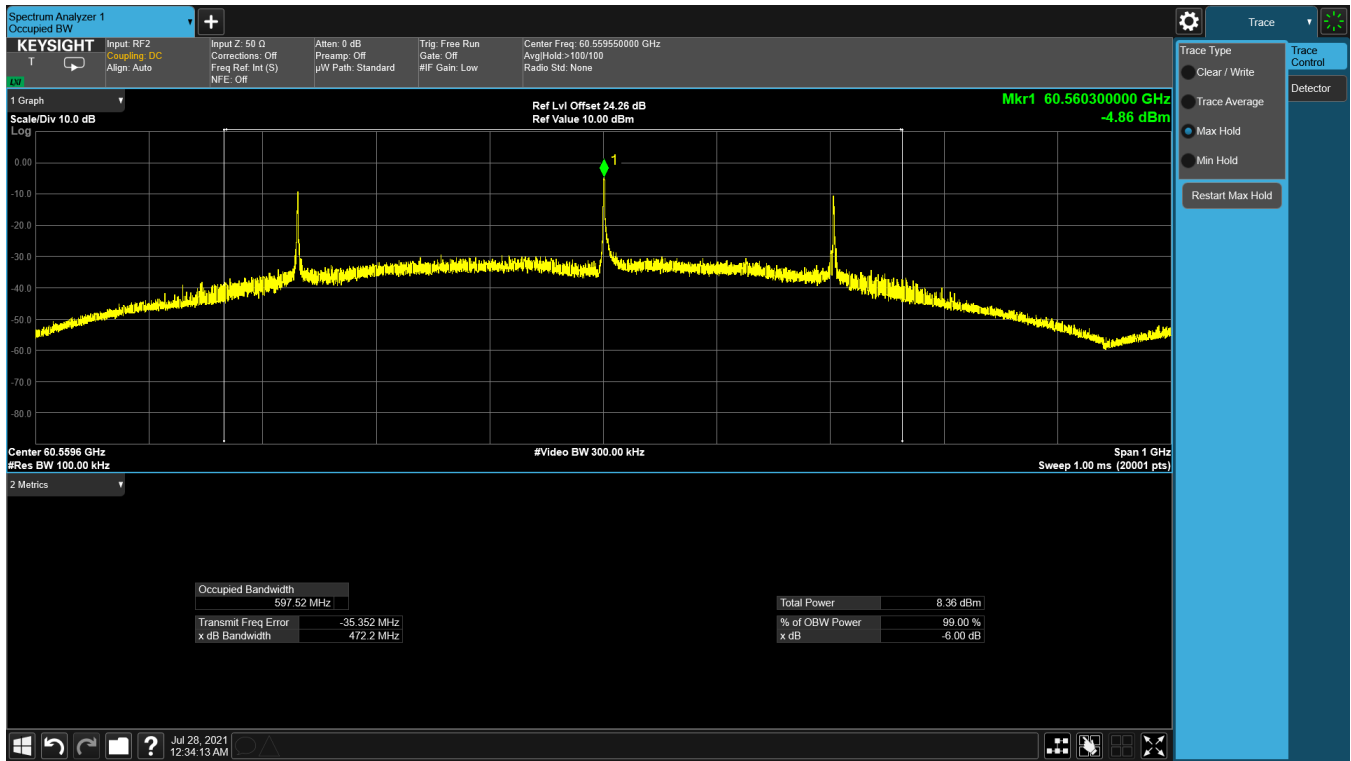 Spectrum Analyzer 1
Occupied BW
+
Trace
KEYSIGHT
T
LXI
Input: RF2
Coupling: DC
Align: Auto
Input Z: 50 Ω
Corrections: Off
Freq Ref: Int (S)
NFE: Off
Atten: 0 dB
Preamp: Off
µW Path: Standard
Trig: Free Run
Gate: Off
#IF Gain: Low
Center Freq: 60.559550000 GHz
Avg|Hold:>100/100
Radio Std: None
Trace Type
Clear / Write
Trace Average
Max Hold
Min Hold
Restart Max Hold
Trace
Control
Detector
1 Graph
Scale/Div 10.0 dB
Log
Ref Lvl Offset 24.26 dB
Ref Value 10.00 dBm
Mkr1 60.560300000 GHz
-4.86 dBm
1
0.00
-10.0
-20.0
-30.0
-40.0
-50.0
-60.0
-70.0
-80.0
Center 60.5596 GHz
#Video BW 300.00 kHz
Span 1 GHz
#Res BW 100.00 kHz
Sweep 1.00 ms (20001 pts)
2 Metrics
Occupied Bandwidth
597.52 MHz
Transmit Freq Error -35.352 MHz
x dB Bandwidth 472.2 MHz
Total Power 8.36 dBm
% of OBW Power 99.00 %
x dB -6.00 dB
?
Jul 28, 2021
12:34:13 AM